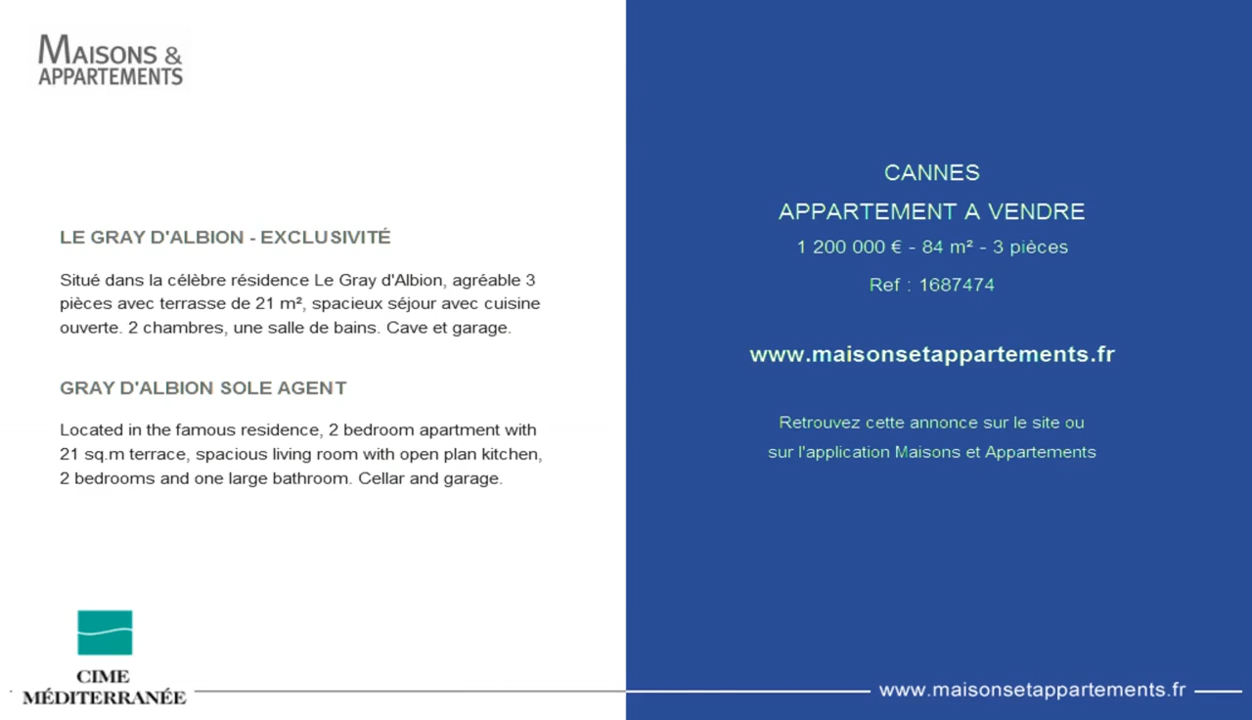 MAISONS &
APPARTEMENTS
LE GRAY D'ALBION - EXCLUSIVITÉ
Situé dans la célèbre résidence Le Gray d'Albion, agréable 3
pièces avec terrasse de 21 m², spacieux séjour avec cuisine
ouverte. 2 chambres, une salle de bains. Cave et garage.
GRAY D'ALBION SOLE AGENT
Located in the famous residence, 2 bedroom apartment with
21 sq.m terrace, spacious living room with open plan kitchen,
2 bedrooms and one large bathroom. Cellar and garage.
CIME
MÉDITERRANÉE
CANNES
APPARTEMENT A VENDRE
1 200 000 € - 84 m² - 3 pièces
Ref : 1687474
www.maisonsetappartements.fr
Retrouvez cette annonce sur le site ou
sur l'application Maisons et Appartements
www.maisonsetappartements.fr